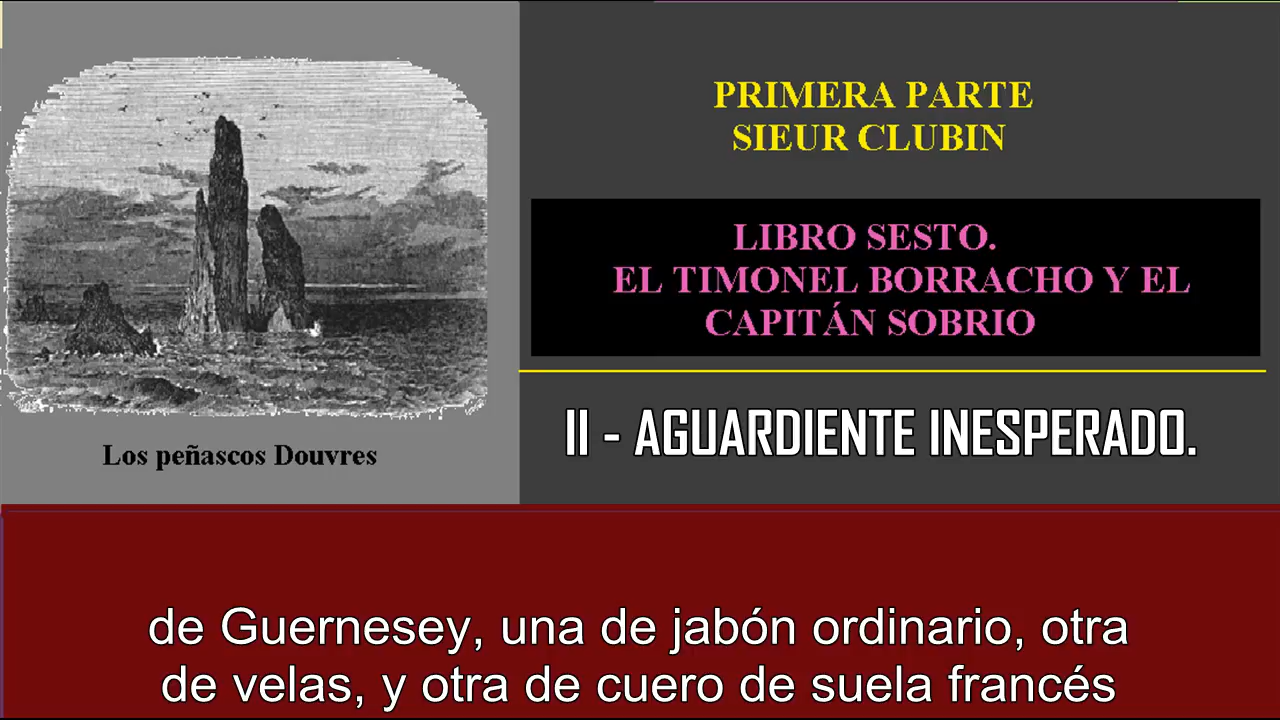 PRIMERA PARTE
SIEUR CLUBIN
LIBRO SESTO.
EL TIMONEL BORRACHO Y EL
CAPITÁN SOBRIO
II - AGUARDIENTE INESPERADO.
Los peñascos Douvres
de Guernesey, una de jabón ordinario, otra
de velas, y otra de cuero de suela francés